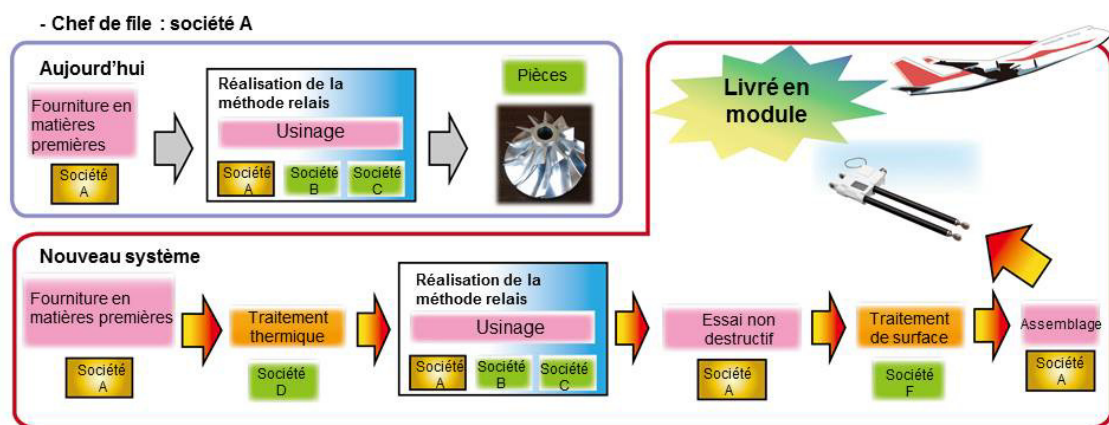 - Chef de file : société A
Aujourd'hui
Fourniture en
matières
premières
Société
A
Réalisation de la
méthode relais
Usinage
Société
A
Société
B
Société
C
Pièces
Livré en
module
Nouveau système
Fourniture en
matières premières
Société
A
Traitement
thermique
Société
D
Réalisation de la
méthode relais
Usinage
Société
A
Société
B
Société
C
Essai non
destructif
Société
A
Traitement
de surface
Société
F
Assemblage
Société
A